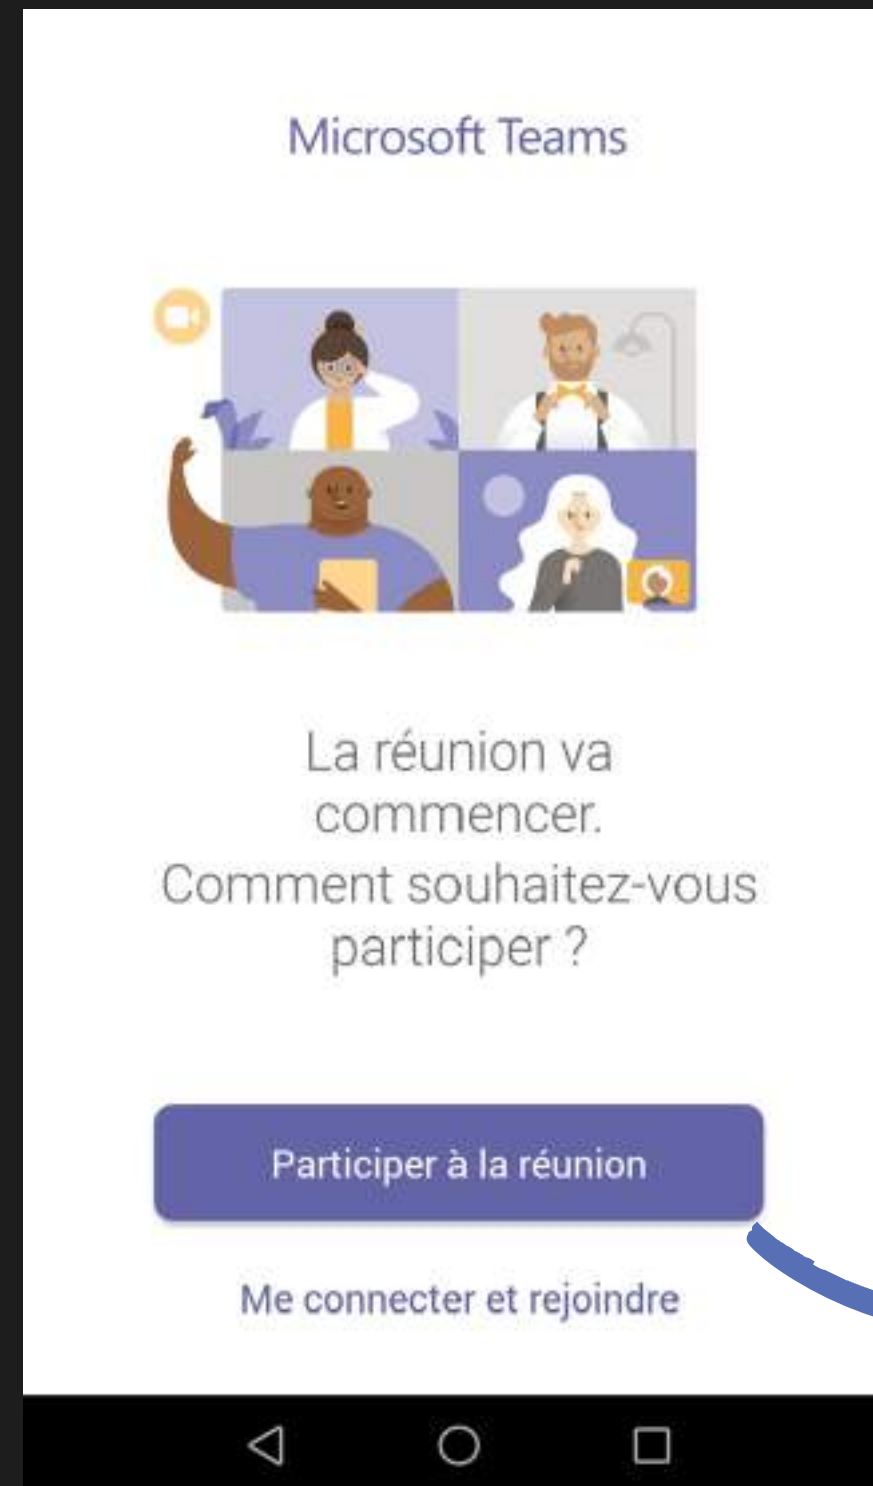 Microsoft Teams
La réunion va
commencer.
Comment souhaitez-vous
participer ?
Participer à la réunion
Me connecter et rejoindre